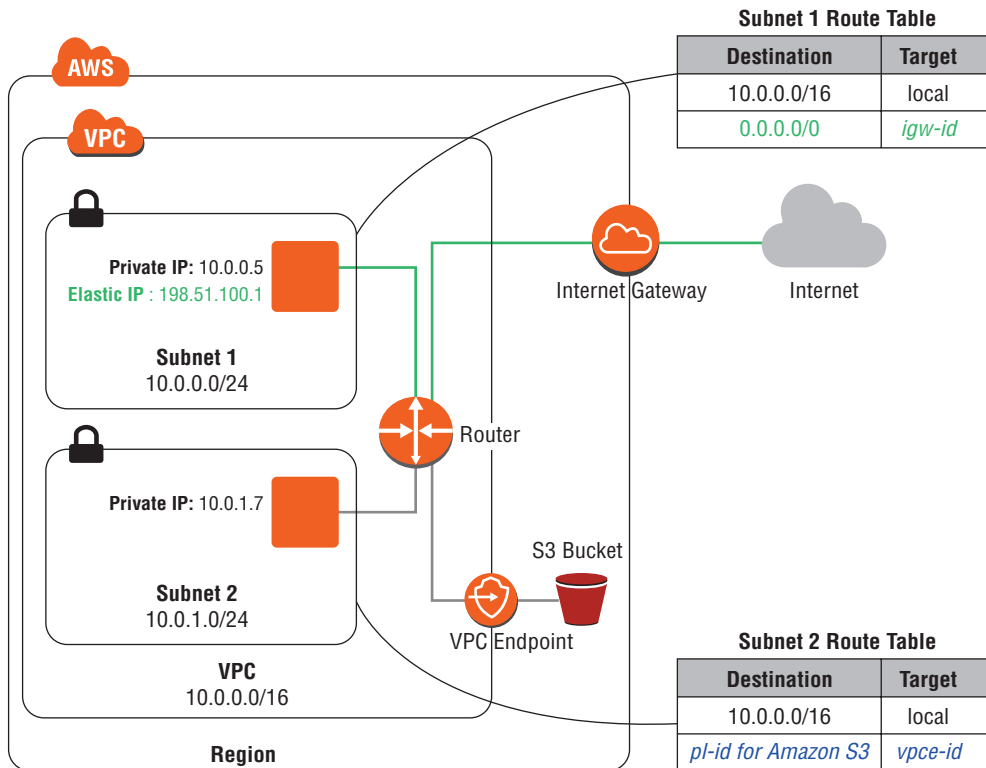 Subnet 1 Route Table
Destination Target
10.0.0.0/16 local
0.0.0.0/0 igw-id
AWS
VPC
Private IP: 10.0.0.5
Elastic IP : 198.51.100.1
Subnet 1
10.0.0.0/24
Internet Gateway
Internet
Router
Private IP: 10.0.1.7
Subnet 2
10.0.1.0/24
S3 Bucket
VPC Endpoint
VPC
10.0.0.0/16
Region
Subnet 2 Route Table
Destination Target
10.0.0.0/16 local
pl-id for Amazon S3 vpce-id